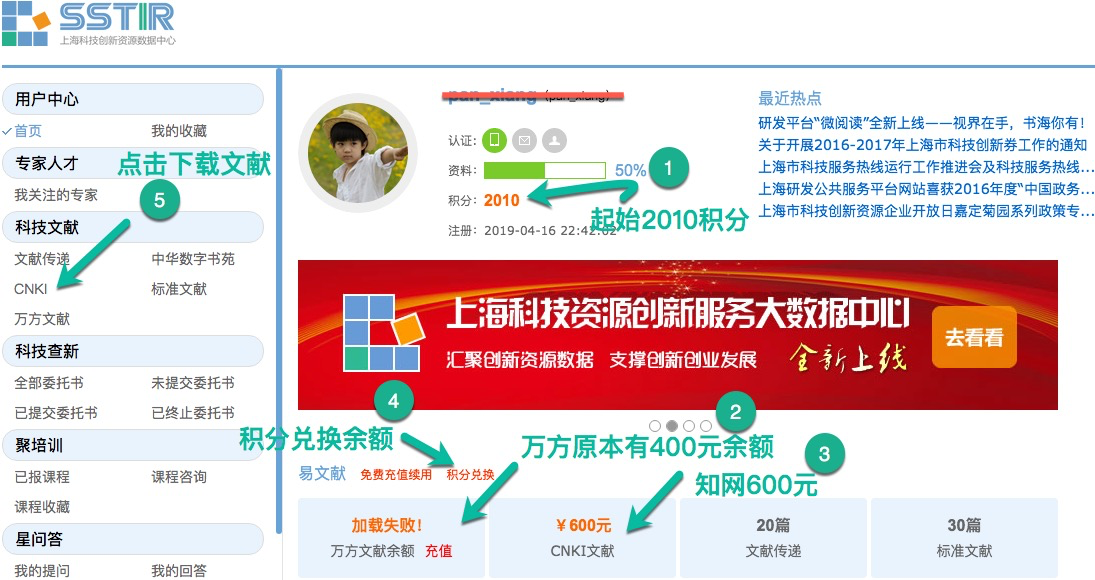 SSTIR
上海科技创新资源数据中心
用户中心
首页 我的收藏
专家人才
点击下载文献
我关注的专家
5
科技文献
文献传递 中华数字书苑
CNKI 标准文献
万方文献
科技查新
全部委托书 未提交委托书
已提交委托书 已终止委托书
聚培训
已报课程 课程咨询
课程收藏
星问答
我的提问 我的回答
pan_xiang (pan_xiang)
认证:
资料: 50%
1
积分: 2010
起始2010积分
注册: 2019-04-16 22:42:02
最近热点
研发平台“微阅读”全新上线——视界在手，书海你有！
关于开展2016-2017年上海市科技创新券工作的通知
上海市科技服务热线运行工作推进会及科技服务热线...
上海研发公共服务平台网站喜获2016年度“中国政务...
上海市科技创新资源企业开放日嘉定菊园系列政策专...
上海科技资源创新服务大数据中心
汇聚创新资源数据 支撑创新创业发展 全新上线
去看看
4
积分兑换余额
2
万方原本有400元余额
3
知网600元
易文献 免费充值续用 积分兑换
加载失败！ ￥600元 20篇 30篇
万方文献余额 充值 CNKI文献 文献传递 标准文献